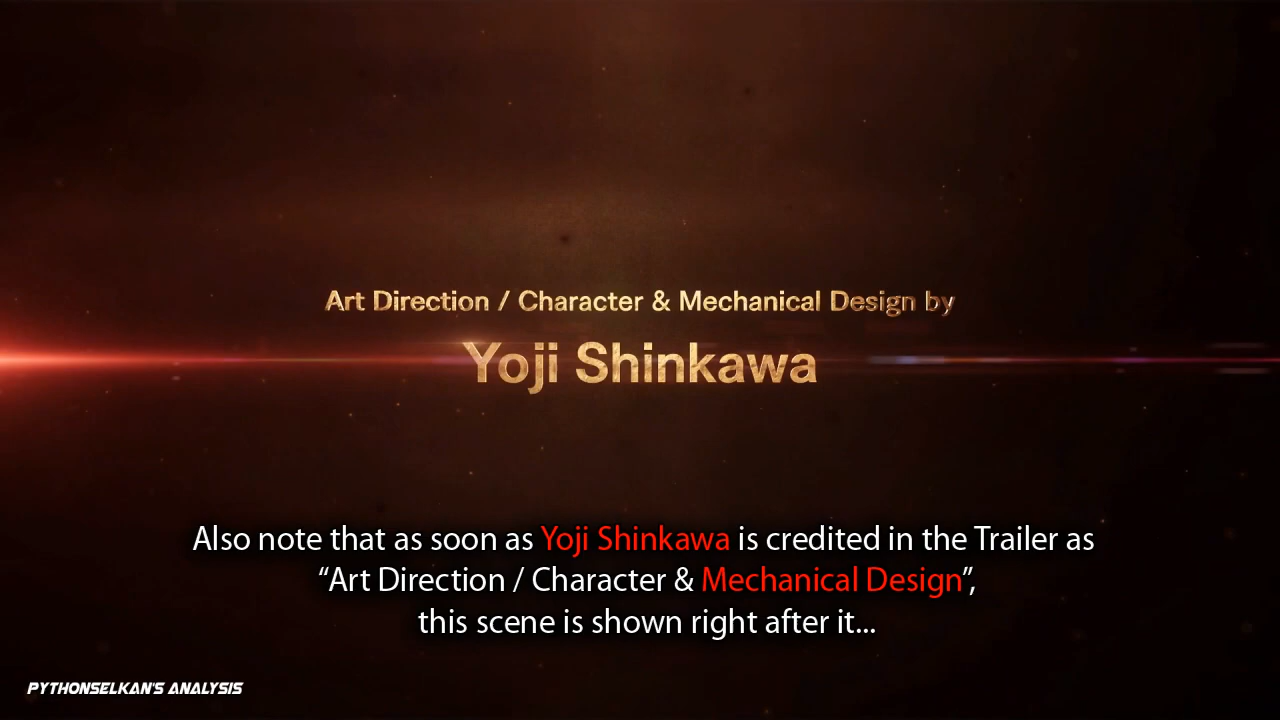 Art Direction / Character & Mechanical Design by
Yoji Shinkawa
Also note that as soon as Yoji Shinkawa is credited in the Trailer as
“Art Direction / Character & Mechanical Design”,
this scene is shown right after it...
PYTHONSELKAN'S ANALYSIS